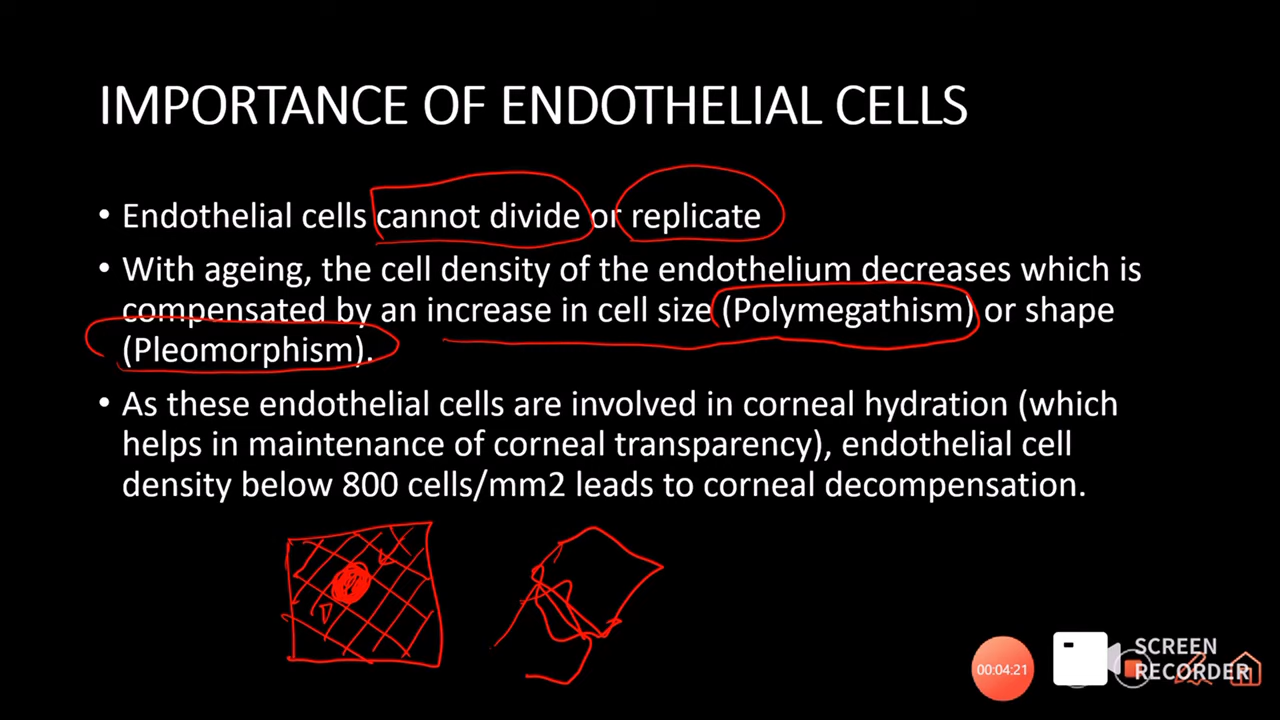 IMPORTANCE OF ENDOTHELIAL CELLS
• Endothelial cells cannot divide or replicate
• With ageing, the cell density of the endothelium decreases which is
compensated by an increase in cell size (Polymegathism) or shape
(Pleomorphism).
• As these endothelial cells are involved in corneal hydration (which
helps in maintenance of corneal transparency), endothelial cell
density below 800 cells/mm2 leads to corneal decompensation.
00:04:21
SCREEN
RECORDER